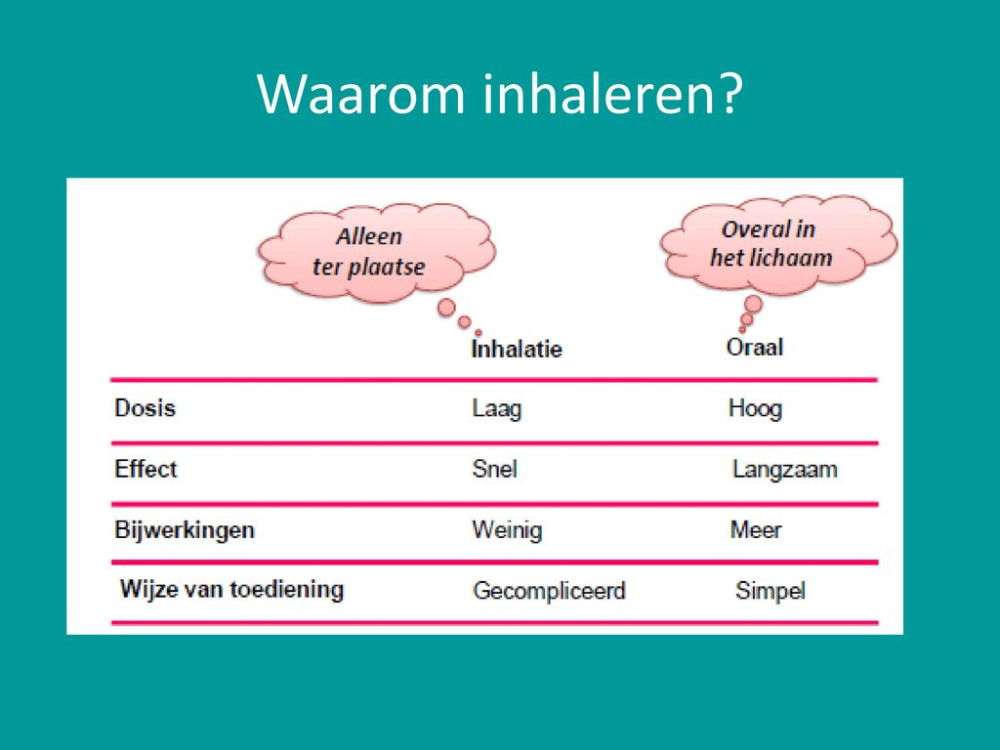 Waarom inhaleren?
Alleen
ter plaatse
Overal in
het lichaam
Inhalatie Oraal
Dosis Laag Hoog
Effect Snel Langzaam
Bijwerkingen Weinig Meer
Wijze van toediening Gecompliceerd Simpel